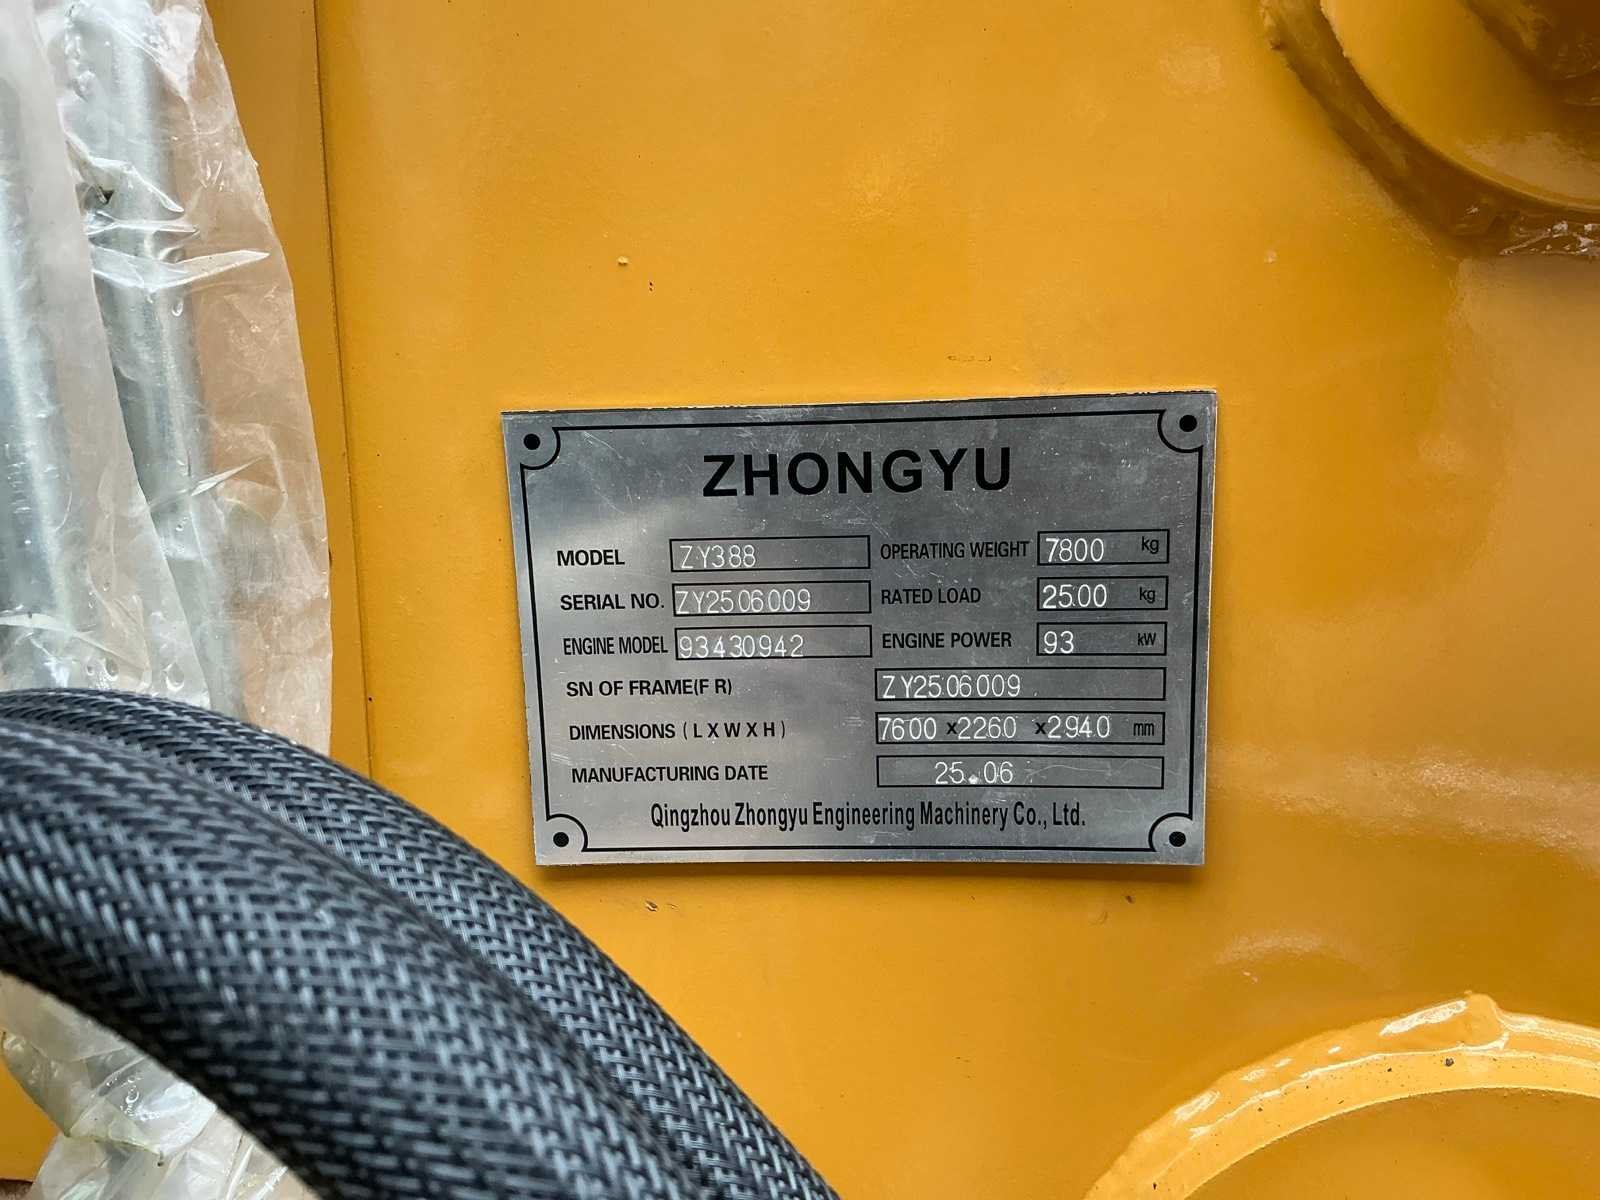 ZHONGYU
MODEL ZY388 OPERATING WEIGHT 7800 kg
SERIAL NO. ZY2506009 RATED LOAD 2500 kg
ENGINE MODEL 93430942 ENGINE POWER 93 kW
SN OF FRAME(F R) ZY2506009
DIMENSIONS ( L X W X H ) 7600 x2260 x2940 mm
MANUFACTURING DATE 25.06
Qingzhou Zhongyu Engineering Machinery Co., Ltd.